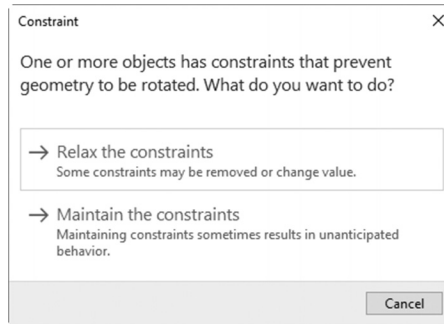 Constraint
One or more objects has constraints that prevent
geometry to be rotated. What do you want to do?
Relax the constraints
Some constraints may be removed or change value.
Maintain the constraints
Maintaining constraints sometimes results in unanticipated
behavior.
Cancel